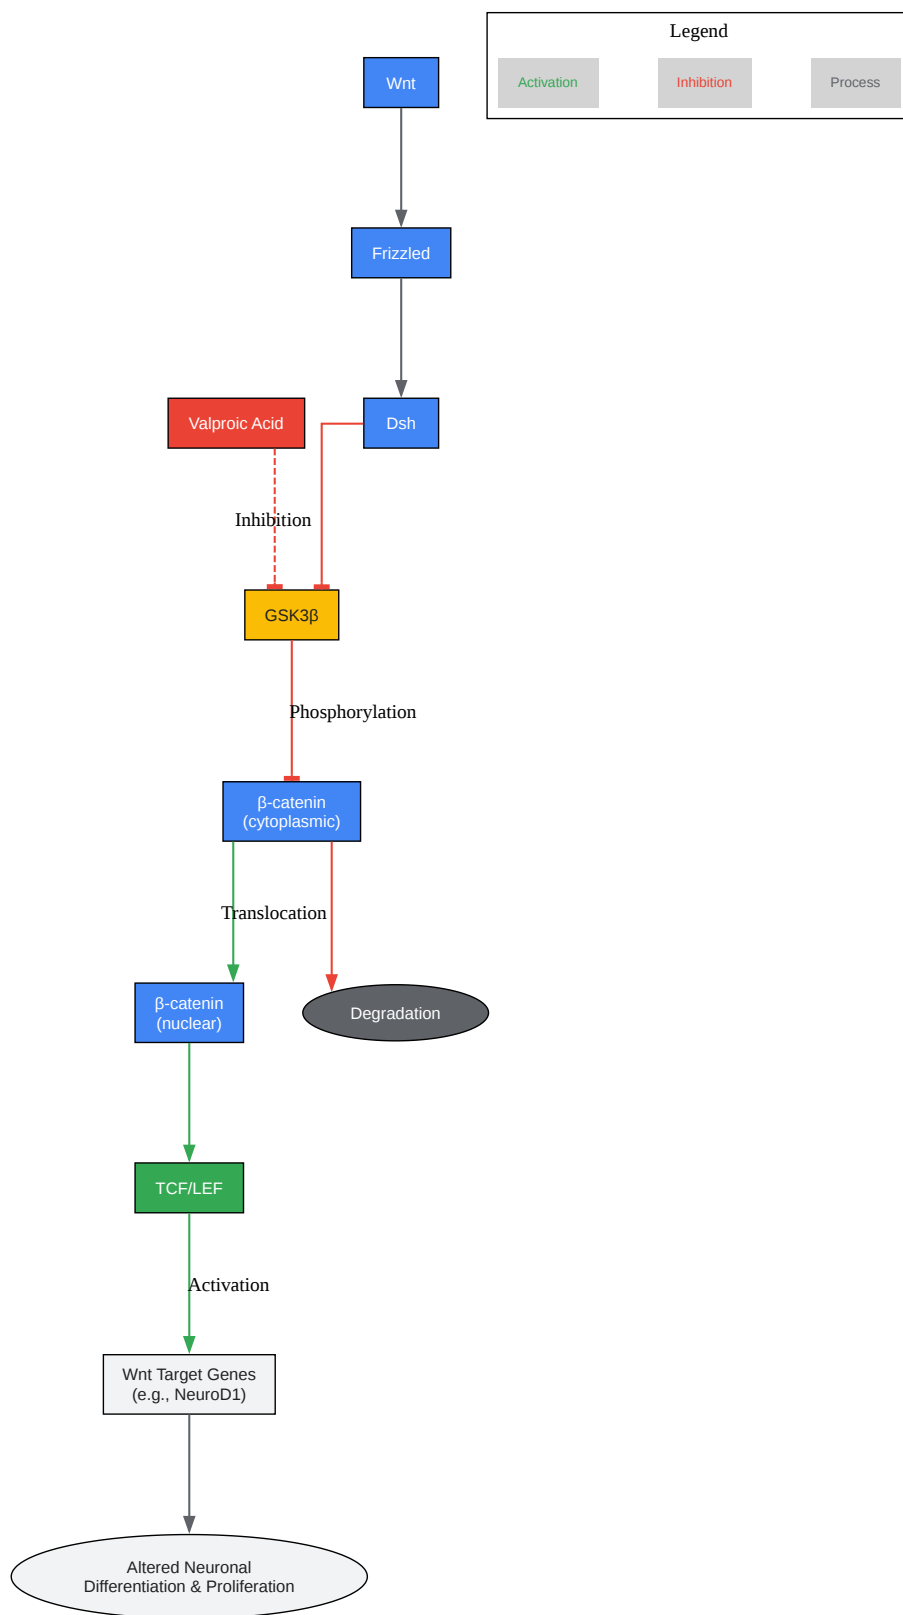 Legend
Activation
Inhibition
Process
Wnt
Frizzled
Valproic Acid
Dsh
Inhibition
GSK3β
Phosphorylation
β-catenin
(cytoplasmic)
Translocation
β-catenin
(nuclear)
Degradation
TCF/LEF
Activation
Wnt Target Genes
(e.g., NeuroD1)
Altered Neuronal
Differentiation & Proliferation